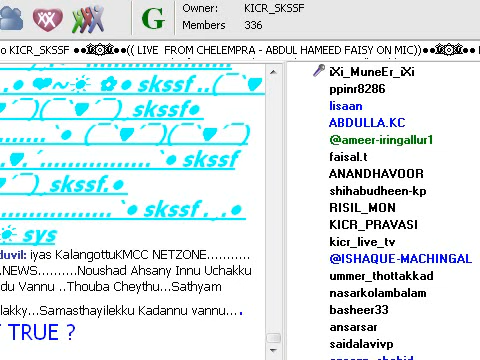 Owner: KICR_SKSSF
Members 336
o KICR_SKSSF ●●۞۞●●(( LIVE FROM CHELEMPRA - ABDUL HAMEED FAISY ON MIC))●●۞
skssf
skssf
skssf
sys
duvil: iyas KalangottuKMCC NETZONE...........
.NEWS..........Noushad Ahsany Innu Uchakku
du Vannu ..Thouba Cheythu...Sathyam
lakky...Samasthayilekku Kadannu vannu....
T TRUE ?
iXi_MuneEr_iXi
ppinr8286
lisaan
ABDULLA.KC
@ameer-iringallur1
faisal.t
ANANDHAVOOR
shihabudheen-kp
RISIL_MON
KICR_PRAVASI
kicr_live_tv
@ISHAQUE-MACHINGAL
ummer_thottakkad
nasarkolambalam
basheer33
ansarsar
saidalavivp